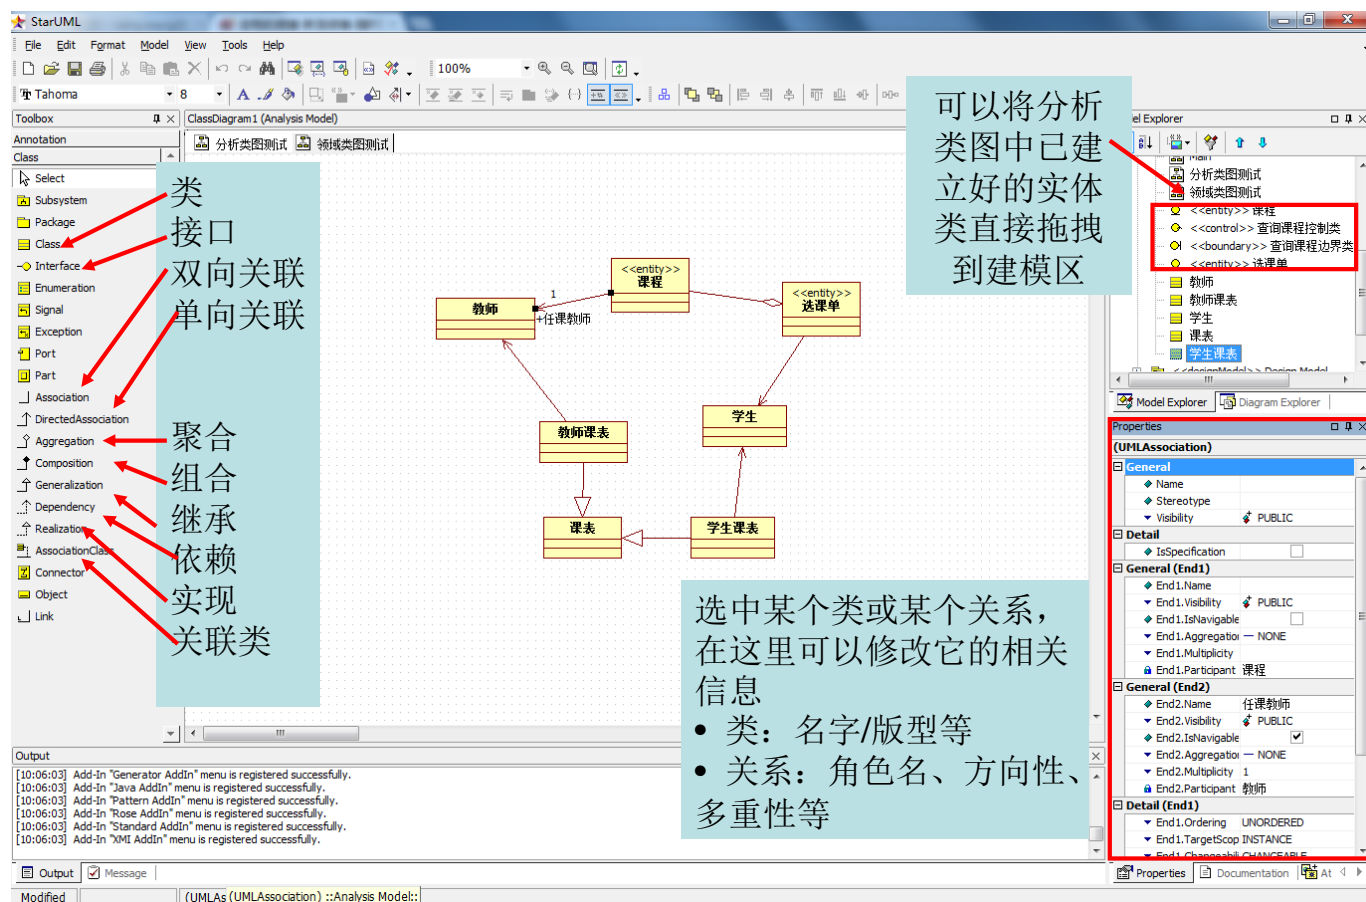 StarUML
File Edit Format Model View Tools Help
100%
Tahoma
8
Toolbox
Annotation
Class
Select
Subsystem
Package
Class
Interface
Enumeration
Signal
Exception
Port
Part
Association
DirectedAssociation
Aggregation
Composition
Generalization
Dependency
Realization
AssociationClass
Connector
Object
Link
类
接口
双向关联
单向关联
聚合
组合
继承
依赖
实现
关联类
ClassDiagram1 (Analysis Model)
分析类图测试 领域类图测试
<<entity>>
课程
1
+任课教师
教师
<<entity>>
选课单
学生
教师课表
课表
学生课表
可以将分析
类图中已建
立好的实体
类直接拖拽
到建模区
选中某个类或某个关系，
在这里可以修改它的相关
信息
• 类：名字/版型等
• 关系：角色名、方向性、
多重性等
el Explorer
Main
分析类图测试
领域类图测试
<<entity>> 课程
<<control>> 查询课程控制类
<<boundary>> 查询课程边界类
<<entity>> 选课单
教师
教师课表
学生
课表
学生课表
<<designModel>> Design Model
Model Explorer Diagram Explorer
Properties
(UMLAssociation)
General
Name
Stereotype
Visibility PUBLIC
Detail
IsSpecification
General (End1)
End1.Name
End1.Visibility PUBLIC
End1.IsNavigable
End1.Aggregation NONE
End1.Multiplicity
End1.Participant 课程
General (End2)
End2.Name 任课教师
End2.Visibility PUBLIC
End2.IsNavigable
End2.Aggregation NONE
End2.Multiplicity 1
End2.Participant 教师
Detail (End1)
End1.Ordering UNORDERED
End1.TargetScop INSTANCE
End1.Changeabili CHANGEABLE
Properties Documentation At
Output
[10:06:03] Add-In "Generator AddIn" menu is registered successfully.
[10:06:03] Add-In "Java AddIn" menu is registered successfully.
[10:06:03] Add-In "Pattern AddIn" menu is registered successfully.
[10:06:03] Add-In "Rose AddIn" menu is registered successfully.
[10:06:03] Add-In "Standard AddIn" menu is registered successfully.
[10:06:03] Add-In "XMI AddIn" menu is registered successfully.
Output Message
Modified
(UMLAs
(UMLAssociation) ::Analysis Model::